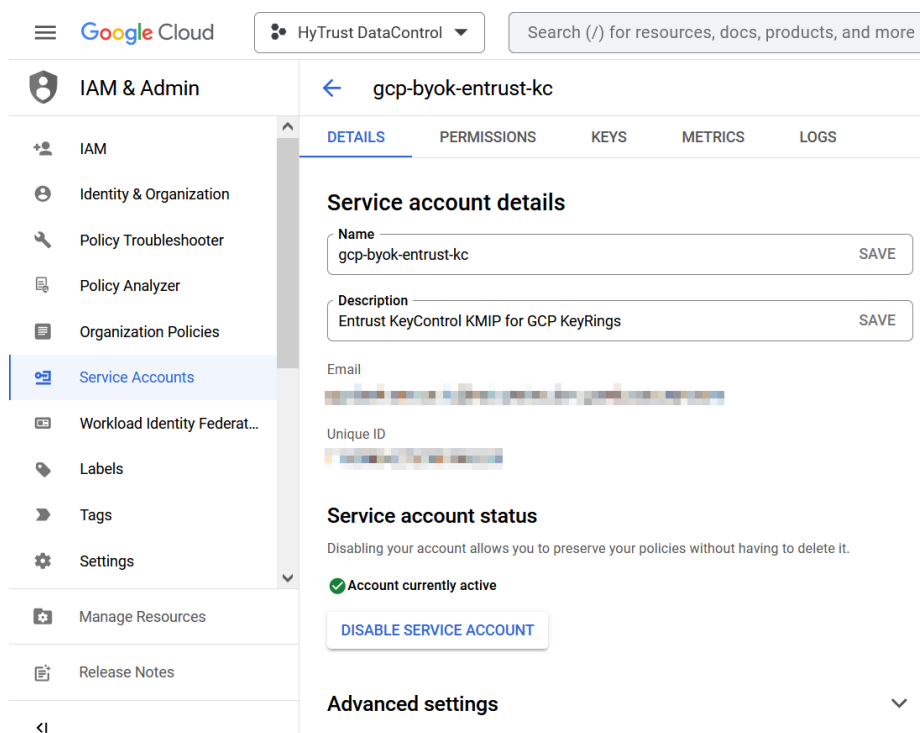 Google Cloud
HyTrust DataControl
Search (/) for resources, docs, products, and more
IAM & Admin
gcp-byok-entrust-kc
DETAILS PERMISSIONS KEYS METRICS LOGS
IAM
Identity & Organization
Policy Troubleshooter
Policy Analyzer
Organization Policies
Service Accounts
Workload Identity Federat...
Labels
Tags
Settings
Manage Resources
Release Notes
Service account details
Name
gcp-byok-entrust-kc SAVE
Description
Entrust KeyControl KMIP for GCP KeyRings SAVE
Email
Unique ID
Service account status
Disabling your account allows you to preserve your policies without having to delete it.
Account currently active
DISABLE SERVICE ACCOUNT
Advanced settings